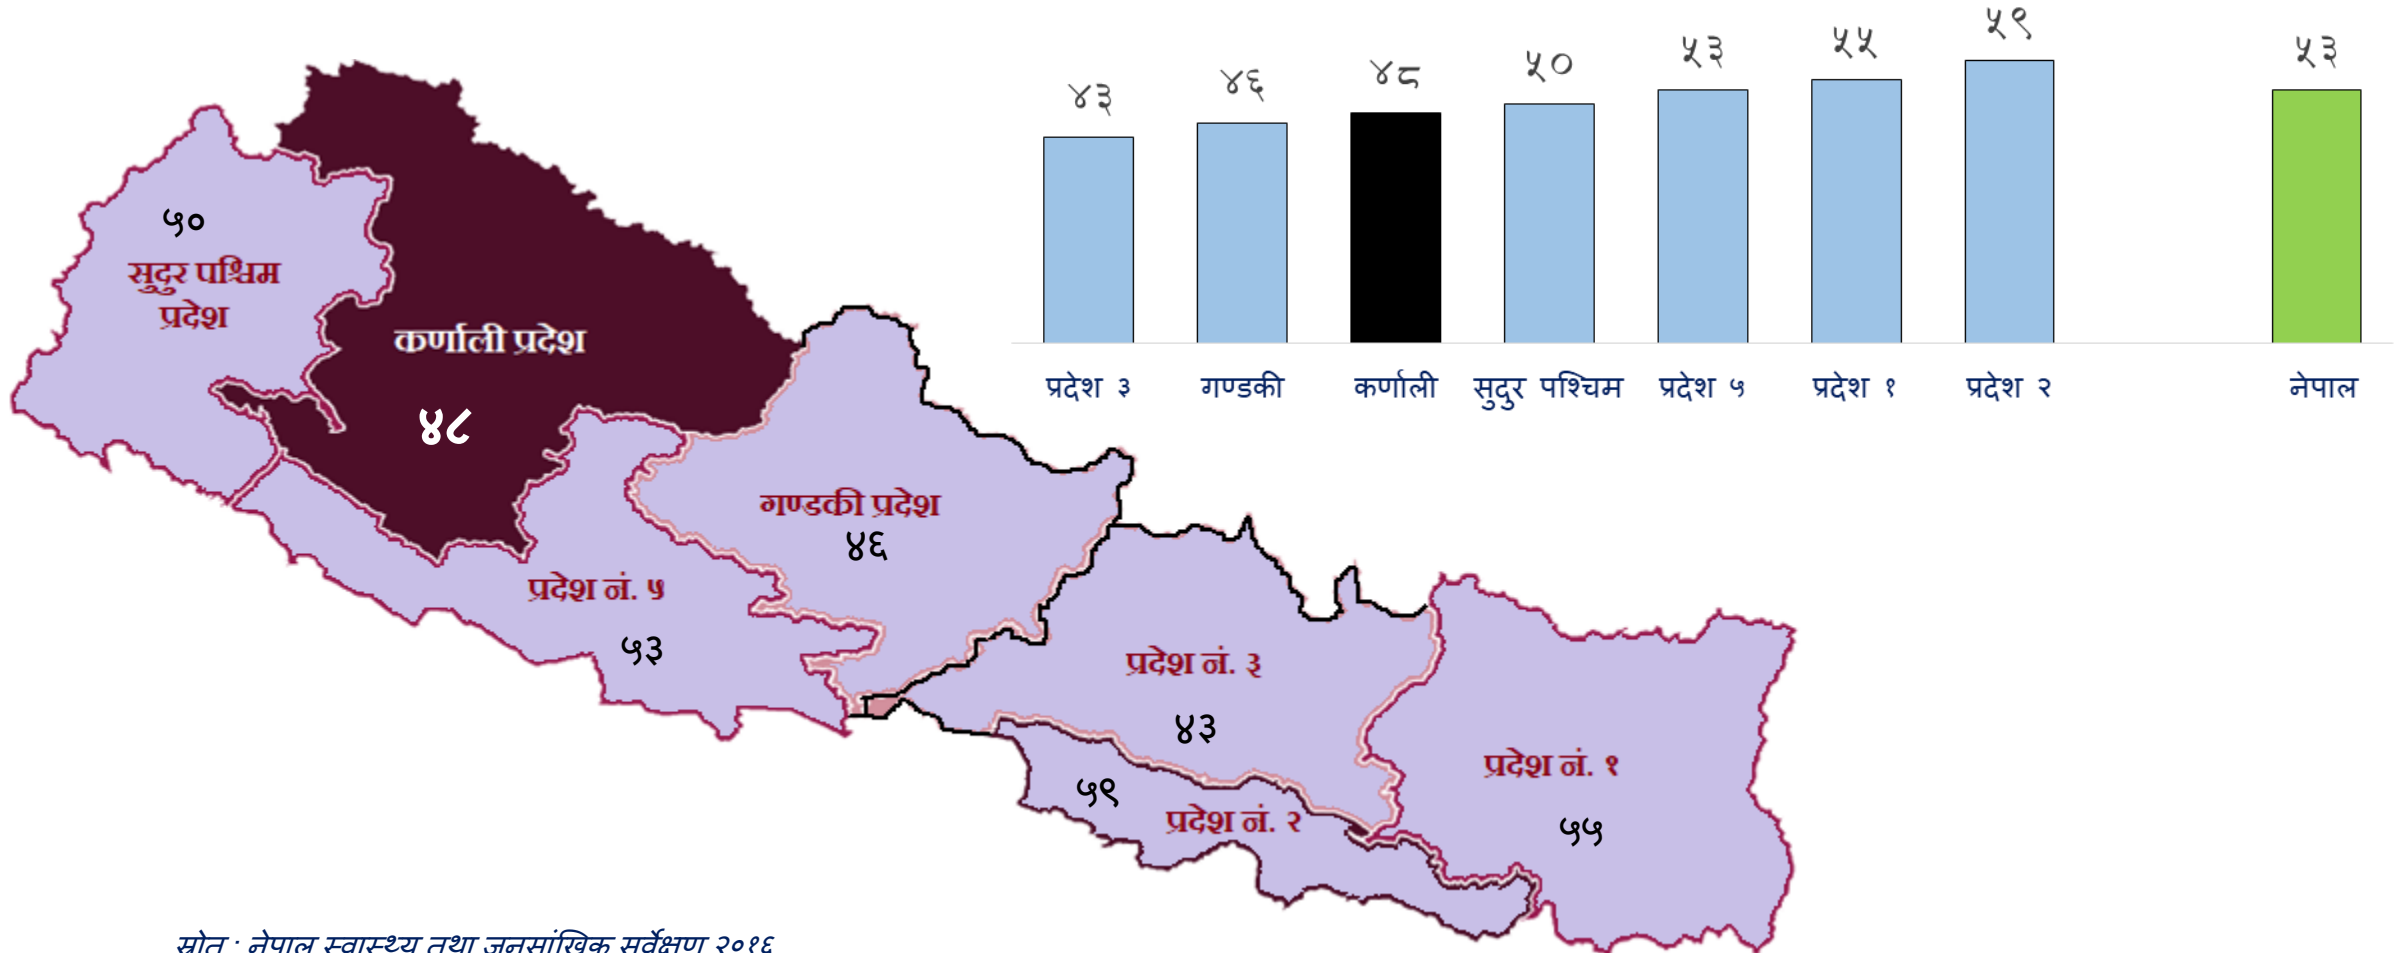 ४३
४६
४८
५०
५३
५५
५९
५३
प्रदेश ३
गण्डकी
कर्णाली
सुदुर पश्चिम
प्रदेश ५
प्रदेश १
प्रदेश २
नेपाल
५०
सुदुर पश्चिम
प्रदेश
कर्णाली प्रदेश
४८
गण्डकी प्रदेश
४६
प्रदेश नं. ५
५३
प्रदेश नं. ३
४३
प्रदेश नं. १
५५
५९
प्रदेश नं. २
स्रोत : नेपाल स्वास्थ्य तथा जनसांखिक सर्वेक्षण २०१६